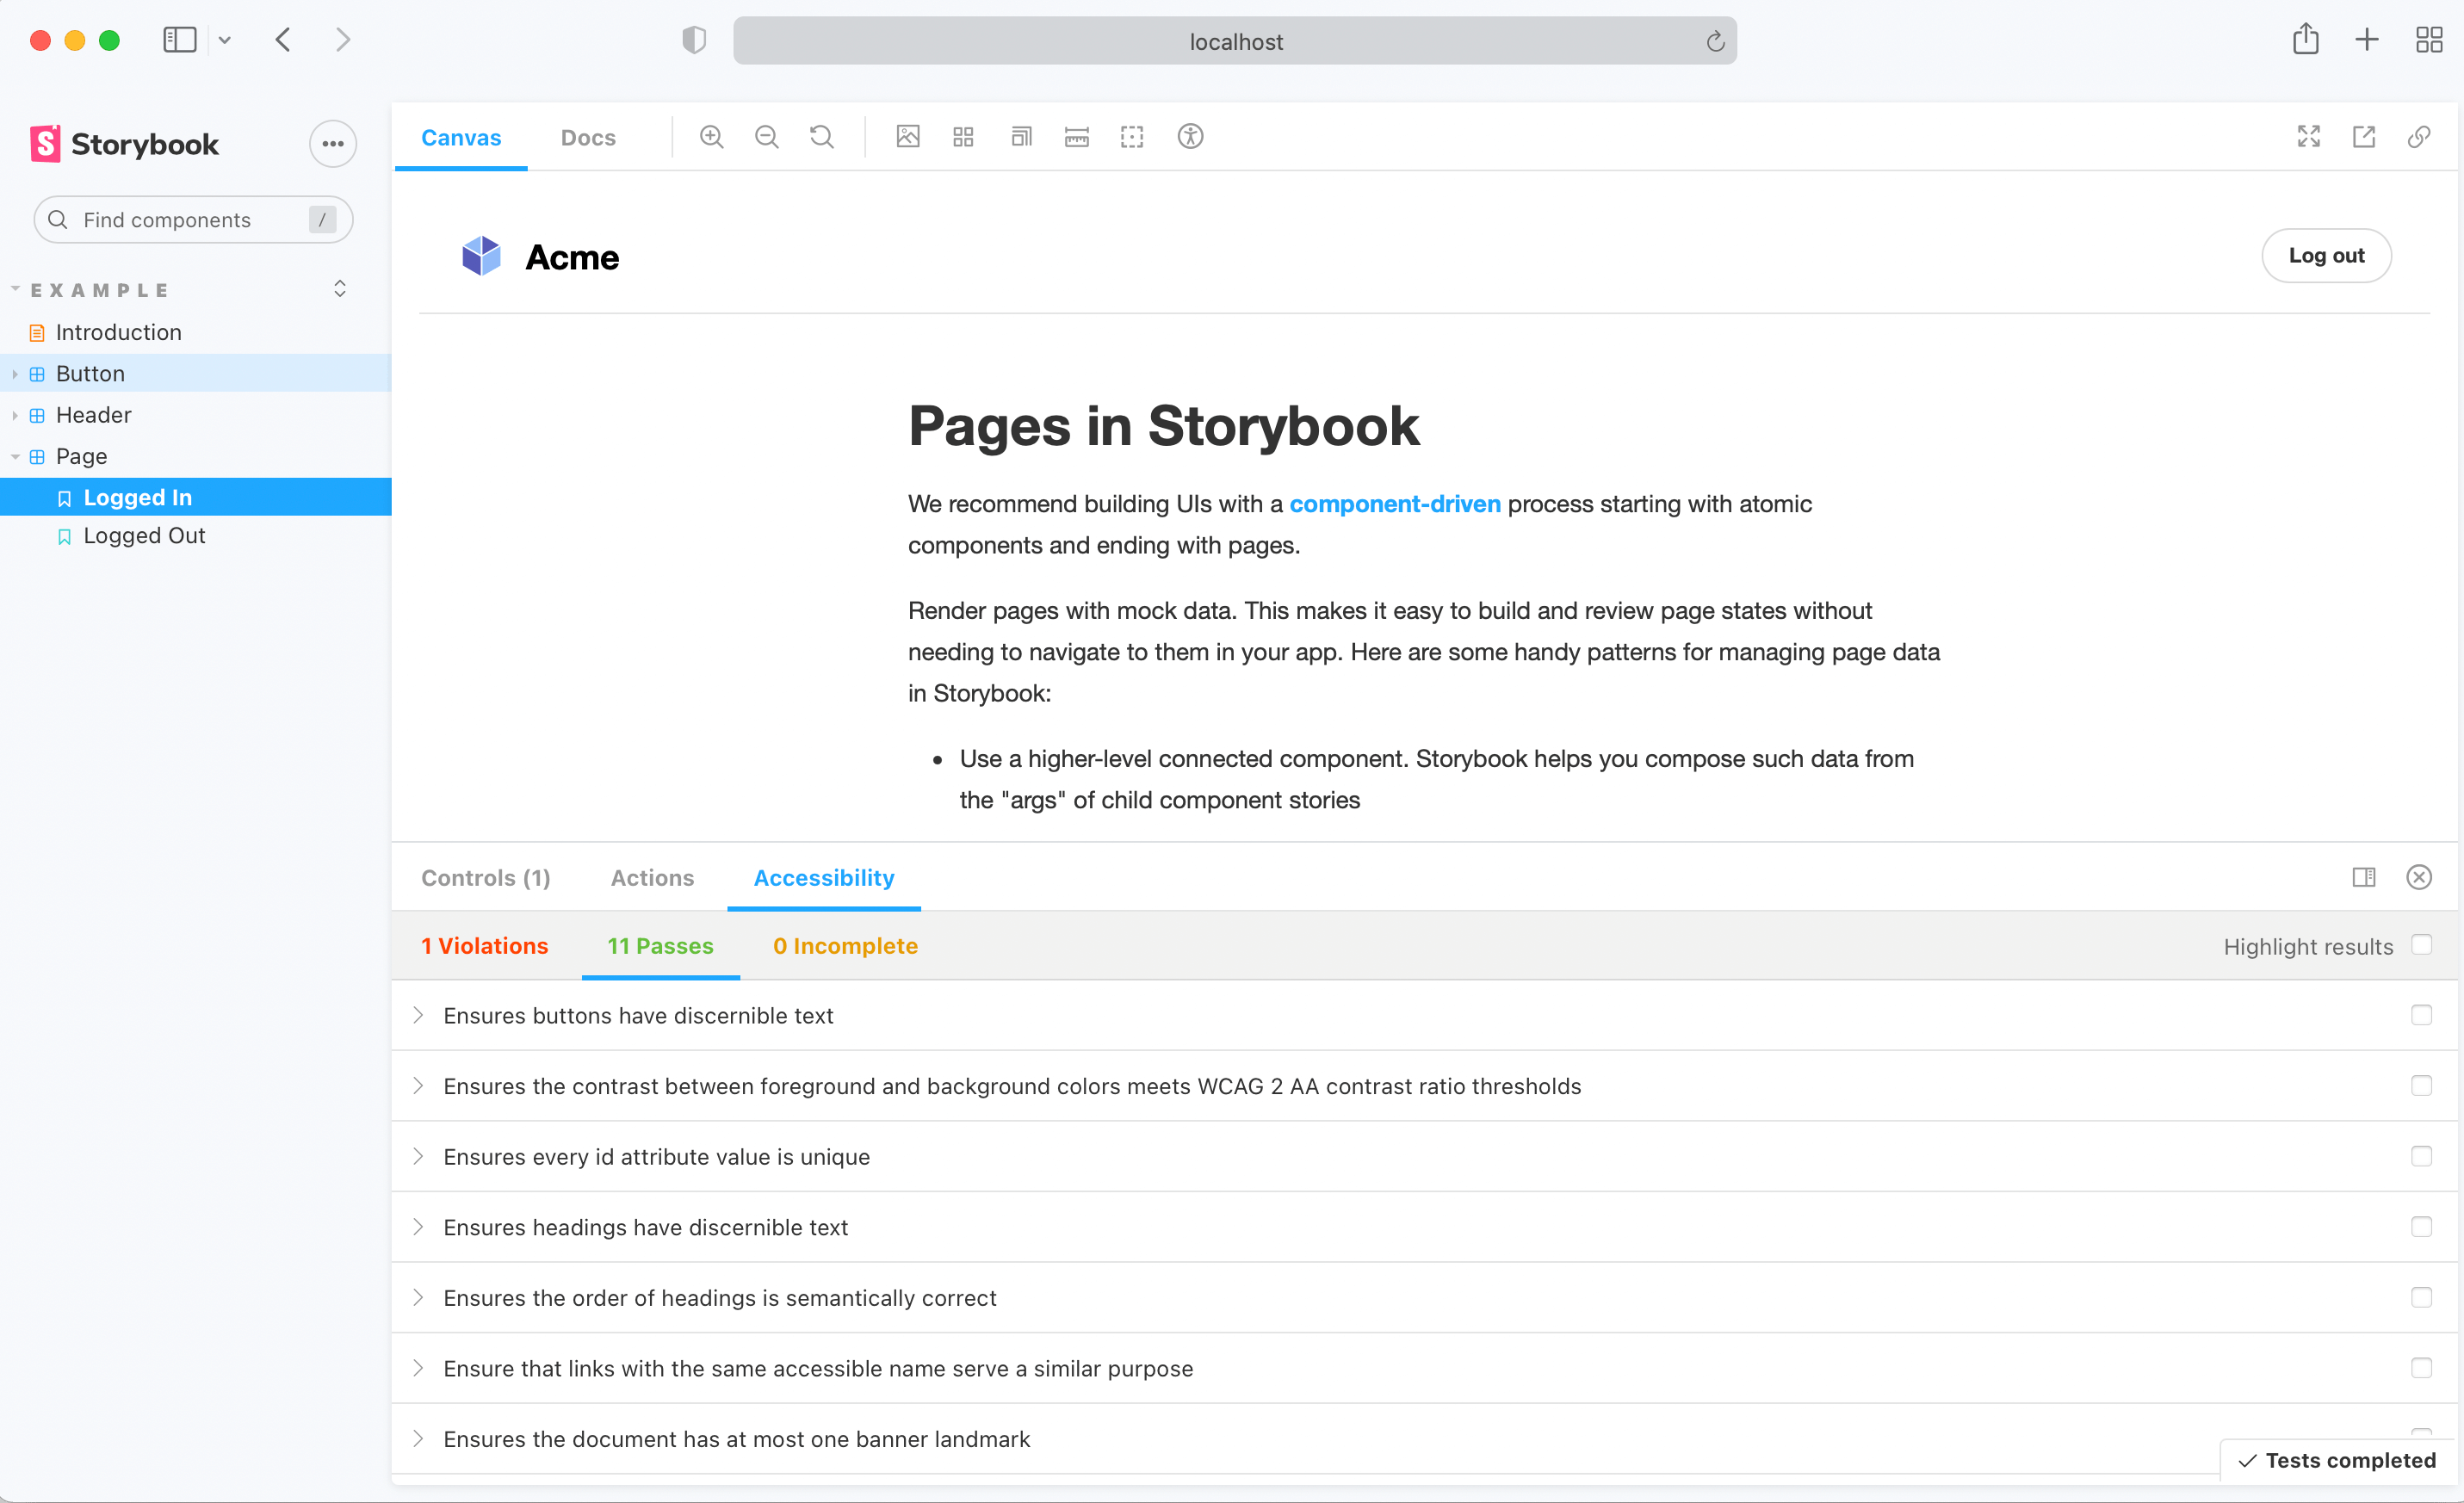 localhost
Storybook
Find components /
EXAMPLE
Introduction
Button
Header
Page
Logged In
Logged Out
Canvas Docs
Acme
Log out
Pages in Storybook
We recommend building UIs with a component-driven process starting with atomic
components and ending with pages.
Render pages with mock data. This makes it easy to build and review page states without
needing to navigate to them in your app. Here are some handy patterns for managing page data
in Storybook:
• Use a higher-level connected component. Storybook helps you compose such data from
the "args" of child component stories
Controls (1) Actions Accessibility
1 Violations 11 Passes 0 Incomplete Highlight results
Ensures buttons have discernible text
Ensures the contrast between foreground and background colors meets WCAG 2 AA contrast ratio thresholds
Ensures every id attribute value is unique
Ensures headings have discernible text
Ensures the order of headings is semantically correct
Ensure that links with the same accessible name serve a similar purpose
Ensures the document has at most one banner landmark
Tests completed